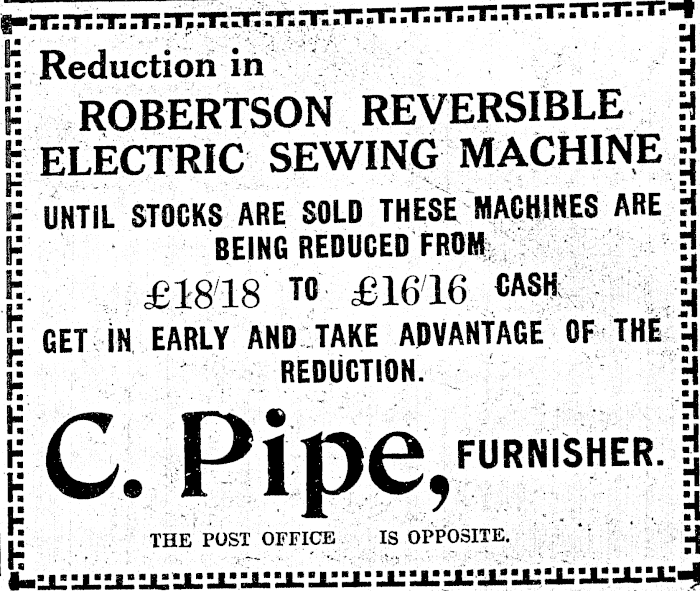 Reduction in
ROBERTSON REVERSIBLE
ELECTRIC SEWING MACHINE
UNTIL STOCKS ARE SOLD THESE MACHINES ARE
BEING REDUCED FROM
£18/18 TO £16/16 CASH
GET IN EARLY AND TAKE ADVANTAGE OF THE
REDUCTION.
C. Pipe, FURNISHER.
THE POST OFFICE IS OPPOSITE.